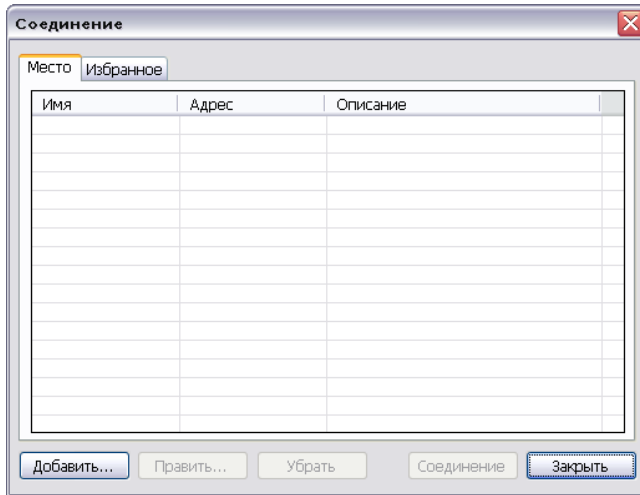 Соединение
Место Избранное
Имя Адрес Описание
Добавить... Править... Убрать Соединение Закрыть